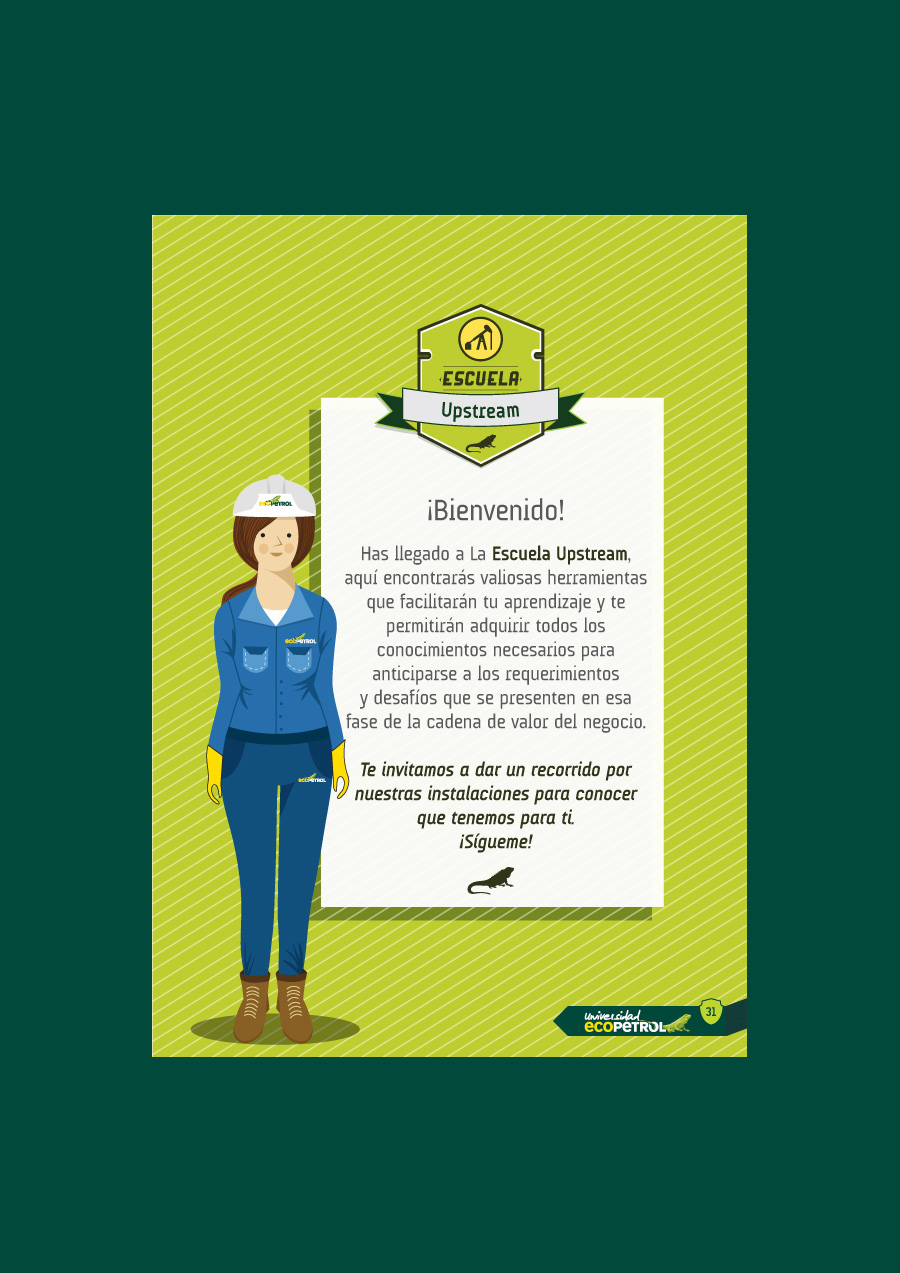 ESCUELA
Upstream
¡Bienvenido!
Has llegado a La Escuela Upstream,
aquí encontrarás valiosas herramientas
que facilitarán tu aprendizaje y te
permitirán adquirir todos los
conocimientos necesarios para
anticiparse a los requerimientos
y desafíos que se presenten en esa
fase de la cadena de valor del negocio.
Te invitamos a dar un recorrido por
nuestras instalaciones para conocer
que tenemos para ti.
¡Sígueme!
ecoPETROL
ecoPETROL
ecoPETROL
universidad
ecoPETROL
31